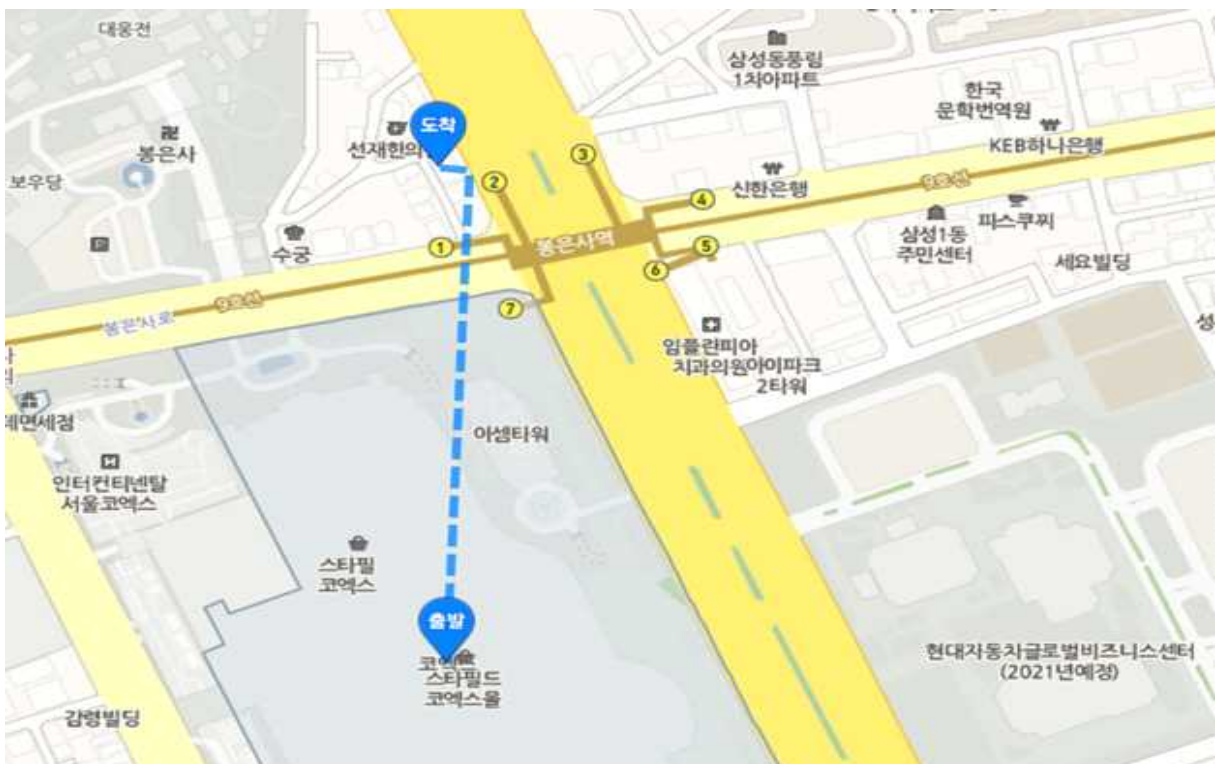 대웅전
삼성동풍림
1차아파트
한국
문학번역원
도착
봉은사
선재한의
KEB하나은행
보우당
2
3
신한은행
9호선
4
피스쿠찌
삼성1동
주민센터
수궁
1
봉은사역
5
6
세요빌딩
9호선
봉은사로
7
성
임플란피아
치과의원아이파크
2타워
데면세점
아셈타워
인터컨티넨탈
서울코엑스
스타필
코엑스
출발
코엑스
스타필드
코엑스몰
현대자동차글로벌비즈니스센터
(2021년예정)
감령빌딩